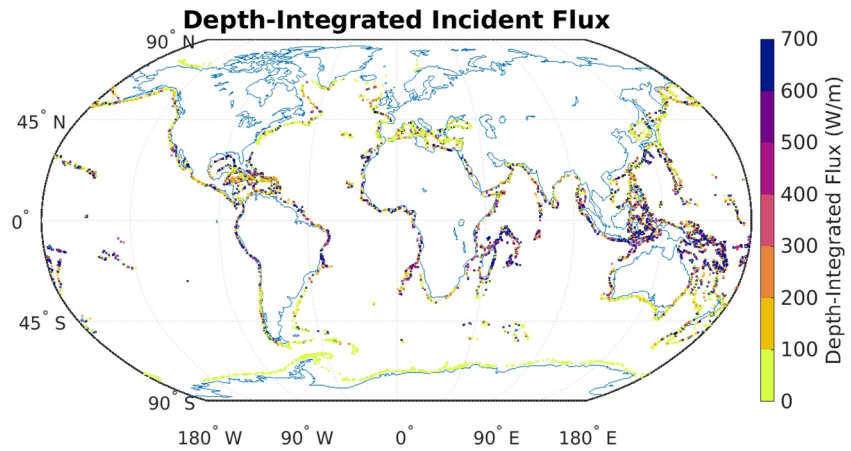 Depth-Integrated Incident Flux
90° N
45° N
0°
45° S
90° S
180° W
90° W
0°
90° E
180° E
700
600
500
400
300
200
100
0
Depth-Integrated Flux (W/m)